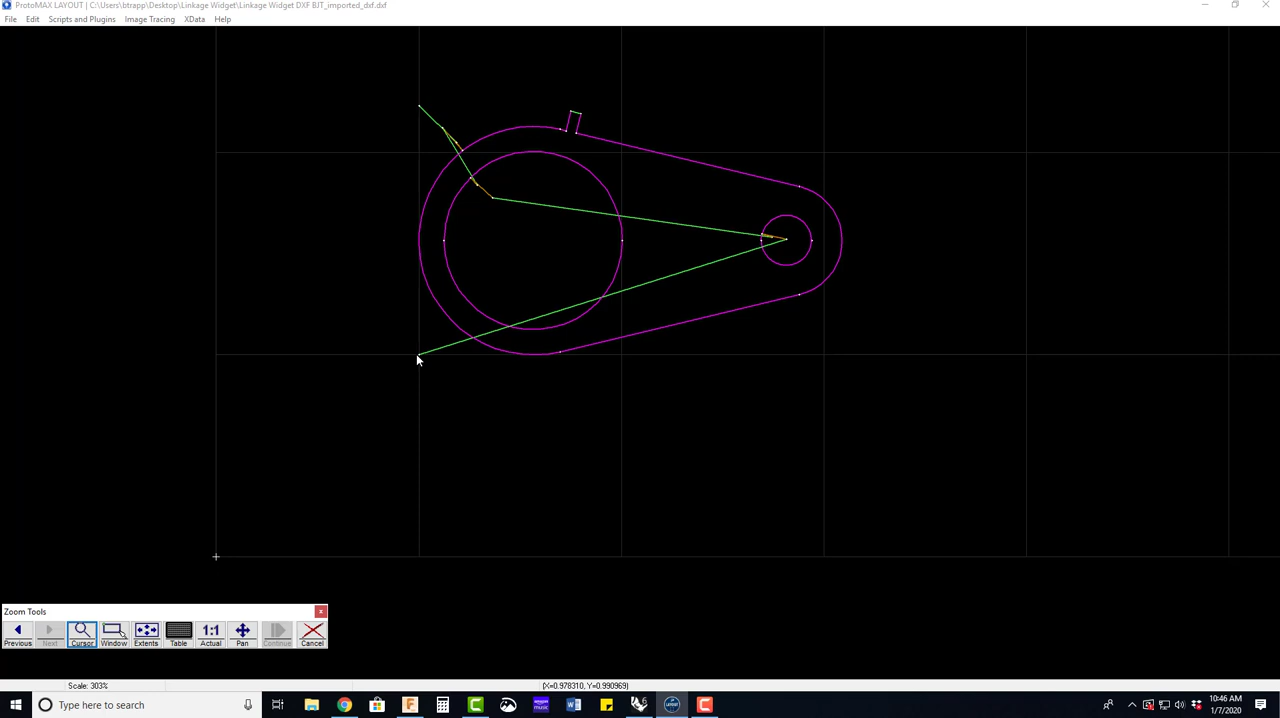 ProtoMAX LAYOUT | C:\Users\btrapp\Desktop\Linkage Widget\Linkage Widget DXF BJT_imported_dxf.dxf
File Edit Scripts and Plugins Image Tracing XData Help
Zoom Tools
Previous Next Cursor Window Extents Table 1:1 Actual Pan Continue Cancel
Scale: 303% (X=0.978310, Y=0.990969)
Type here to search
10:46 AM
1/7/2020